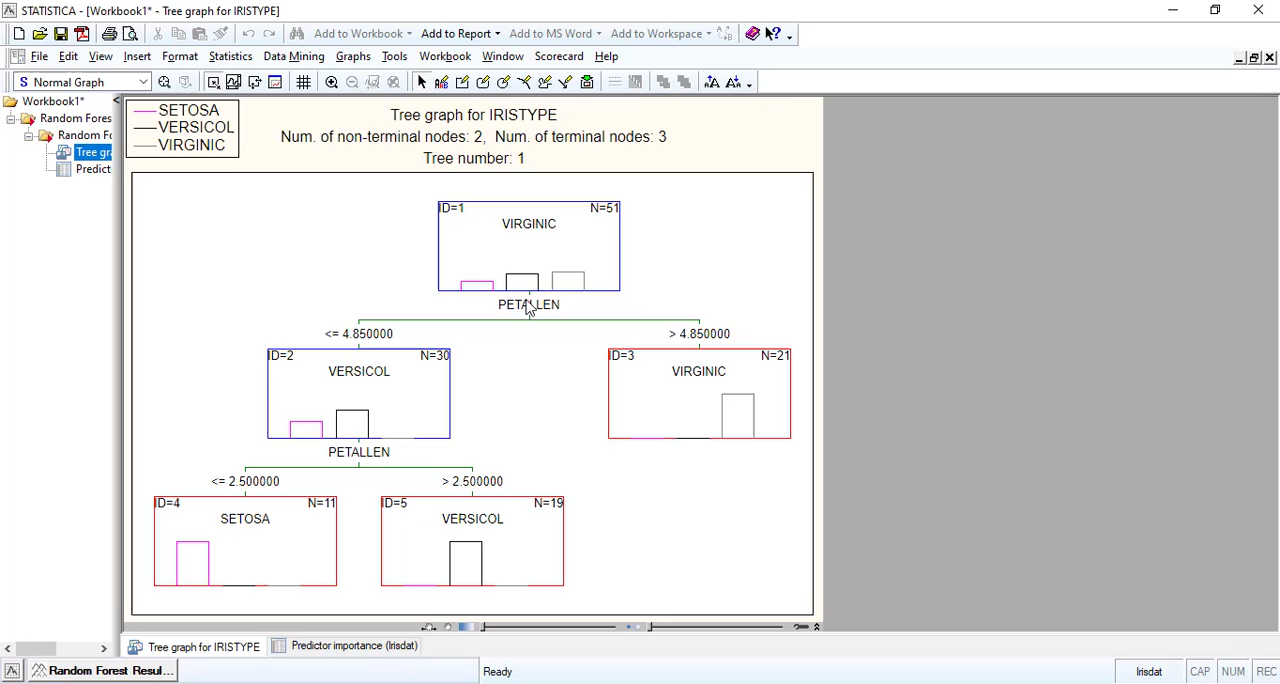 STATISTICA - [Workbook1* - Tree graph for IRISTYPE]
Add to Workbook Add to Report Add to MS Word Add to Workspace
File Edit View Insert Format Statistics Data Mining Graphs Tools Workbook Window Scorecard Help
S Normal Graph
Workbook1*
Random Fores
Random Fo
Tree gra
Predict
SETOSA
VERSICOL
VIRGINIC
Tree graph for IRISTYPE
Num. of non-terminal nodes: 2, Num. of terminal nodes: 3
Tree number: 1
ID=1 N=51
VIRGINIC
PETALLEN
<= 4.850000 > 4.850000
ID=2 N=30 ID=3 N=21
VERSICOL VIRGINIC
PETALLEN
<= 2.500000 > 2.500000
ID=4 N=11 ID=5 N=19
SETOSA VERSICOL
Tree graph for IRISTYPE Predictor importance (Irisdat)
Random Forest Resul... Ready Irisdat CAP NUM REC